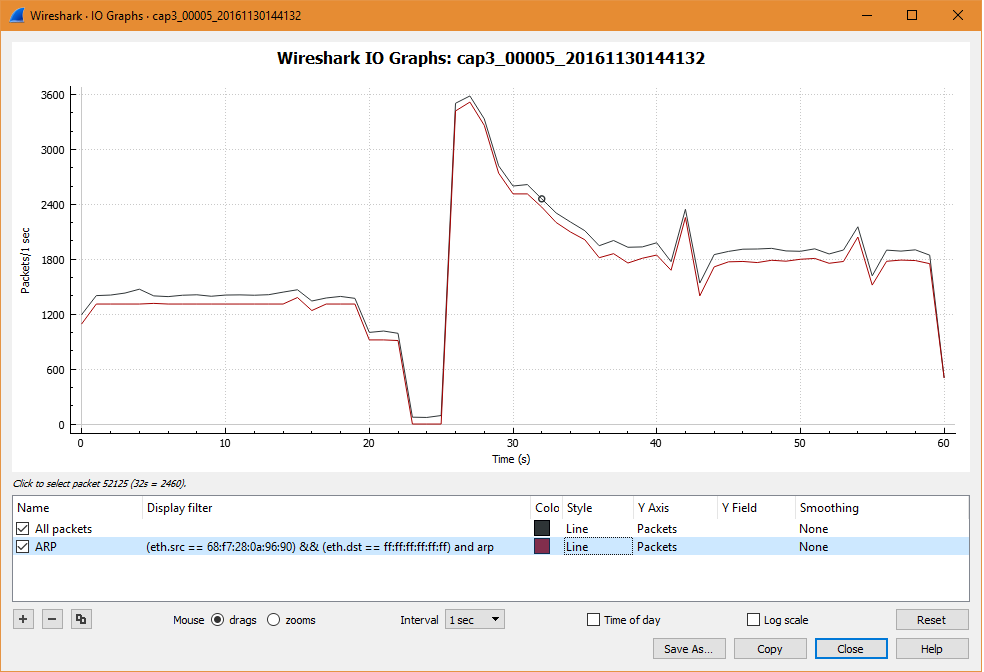 Wireshark · IO Graphs · cap3_00005_20161130144132
Wireshark IO Graphs: cap3_00005_20161130144132
3600
3000
2400
1800
1200
600
0
Packets/1 sec
0 10 20 30 40 50 60
Time (s)
Click to select packet 52125 (32s = 2460).
Name Display filter Colo Style Y Axis Y Field Smoothing
All packets Line Packets None
ARP (eth.src == 68:f7:28:0a:96:90) && (eth.dst == ff:ff:ff:ff:ff:ff) and arp Line Packets None
Mouse drags zooms Interval 1 sec Time of day Log scale Reset
Save As... Copy Close Help